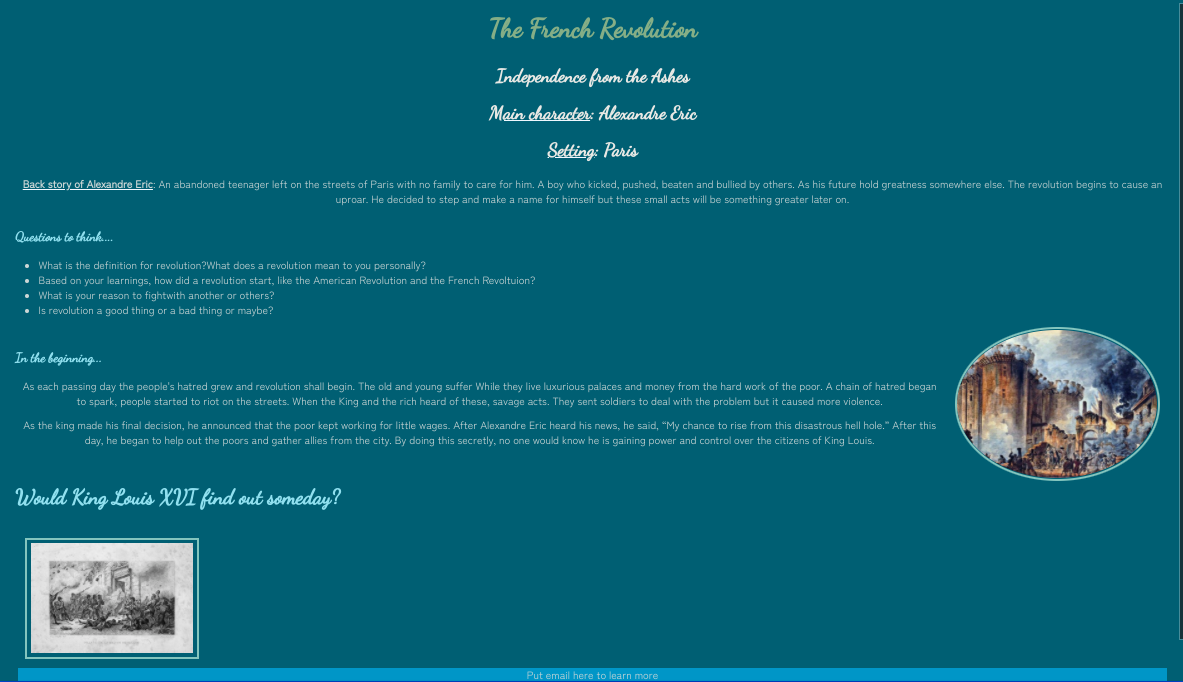 The French Revolution
Independence from the Ashes
Main character: Alexandre Eric
Setting: Paris
Back story of Alexandre Eric: An abandoned teenager left on the streets of Paris with no family to care for him. A boy who kicked, pushed, beaten and bullied by others. As his future hold greatness somewhere else. The revolution begins to cause an
uproar. He decided to step and make a name for himself but these small acts will be something greater later on.
Questions to think....
What is the definition for revolution?What does a revolution mean to you personally?
Based on your learnings, how did a revolution start, like the American Revolution and the French Revoltuion?
What is your reason to fightwith another or others?
Is revolution a good thing or a bad thing or maybe?
In the beginning...
As each passing day the people's hatred grew and revolution shall begin. The old and young suffer While they live luxurious palaces and money from the hard work of the poor. A chain of hatred began
to spark, people started to riot on the streets. When the King and the rich heard of these, savage acts. They sent soldiers to deal with the problem but it caused more violence.
As the king made his final decision, he announced that the poor kept working for little wages. After Alexandre Eric heard his news, he said, “My chance to rise from this disastrous hell hole.” After this
day, he began to help out the poors and gather allies from the city. By doing this secretly, no one would know he is gaining power and control over the citizens of King Louis.
Would King Louis XVI find out someday?
Put email here to learn more